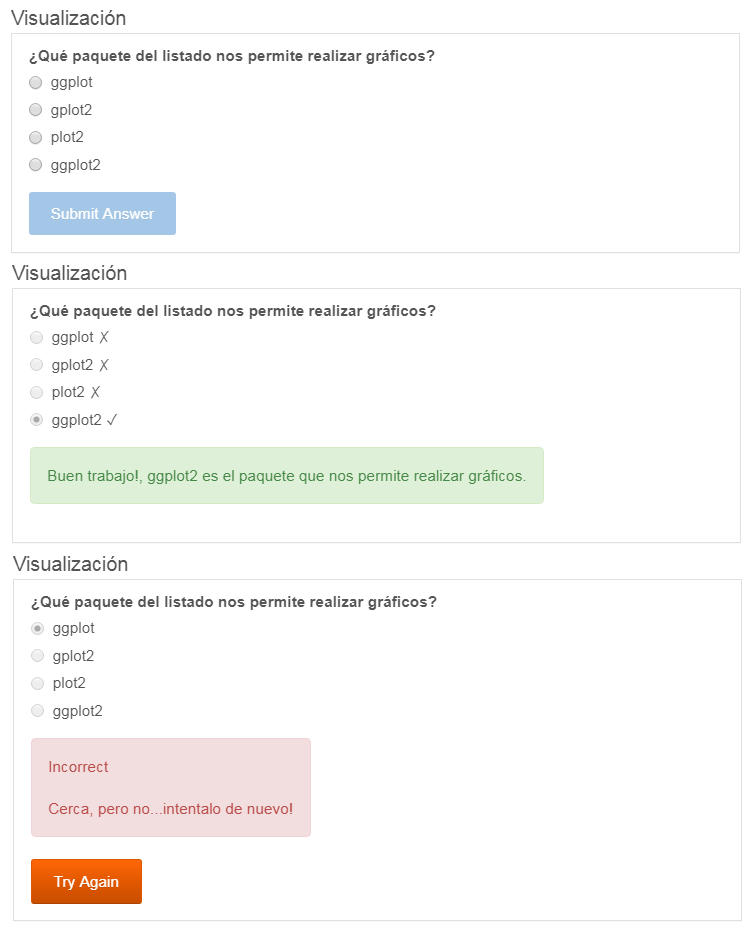 Visualización
¿Qué paquete del listado nos permite realizar gráficos?
ggplot
gplot2
plot2
ggplot2
Submit Answer
Visualización
¿Qué paquete del listado nos permite realizar gráficos?
ggplot ✗
gplot2 ✗
plot2 ✗
ggplot2 ✓
Buen trabajo!, ggplot2 es el paquete que nos permite realizar gráficos.
Visualización
¿Qué paquete del listado nos permite realizar gráficos?
ggplot
gplot2
plot2
ggplot2
Incorrect
Cerca, pero no...intentalo de nuevo!
Try Again